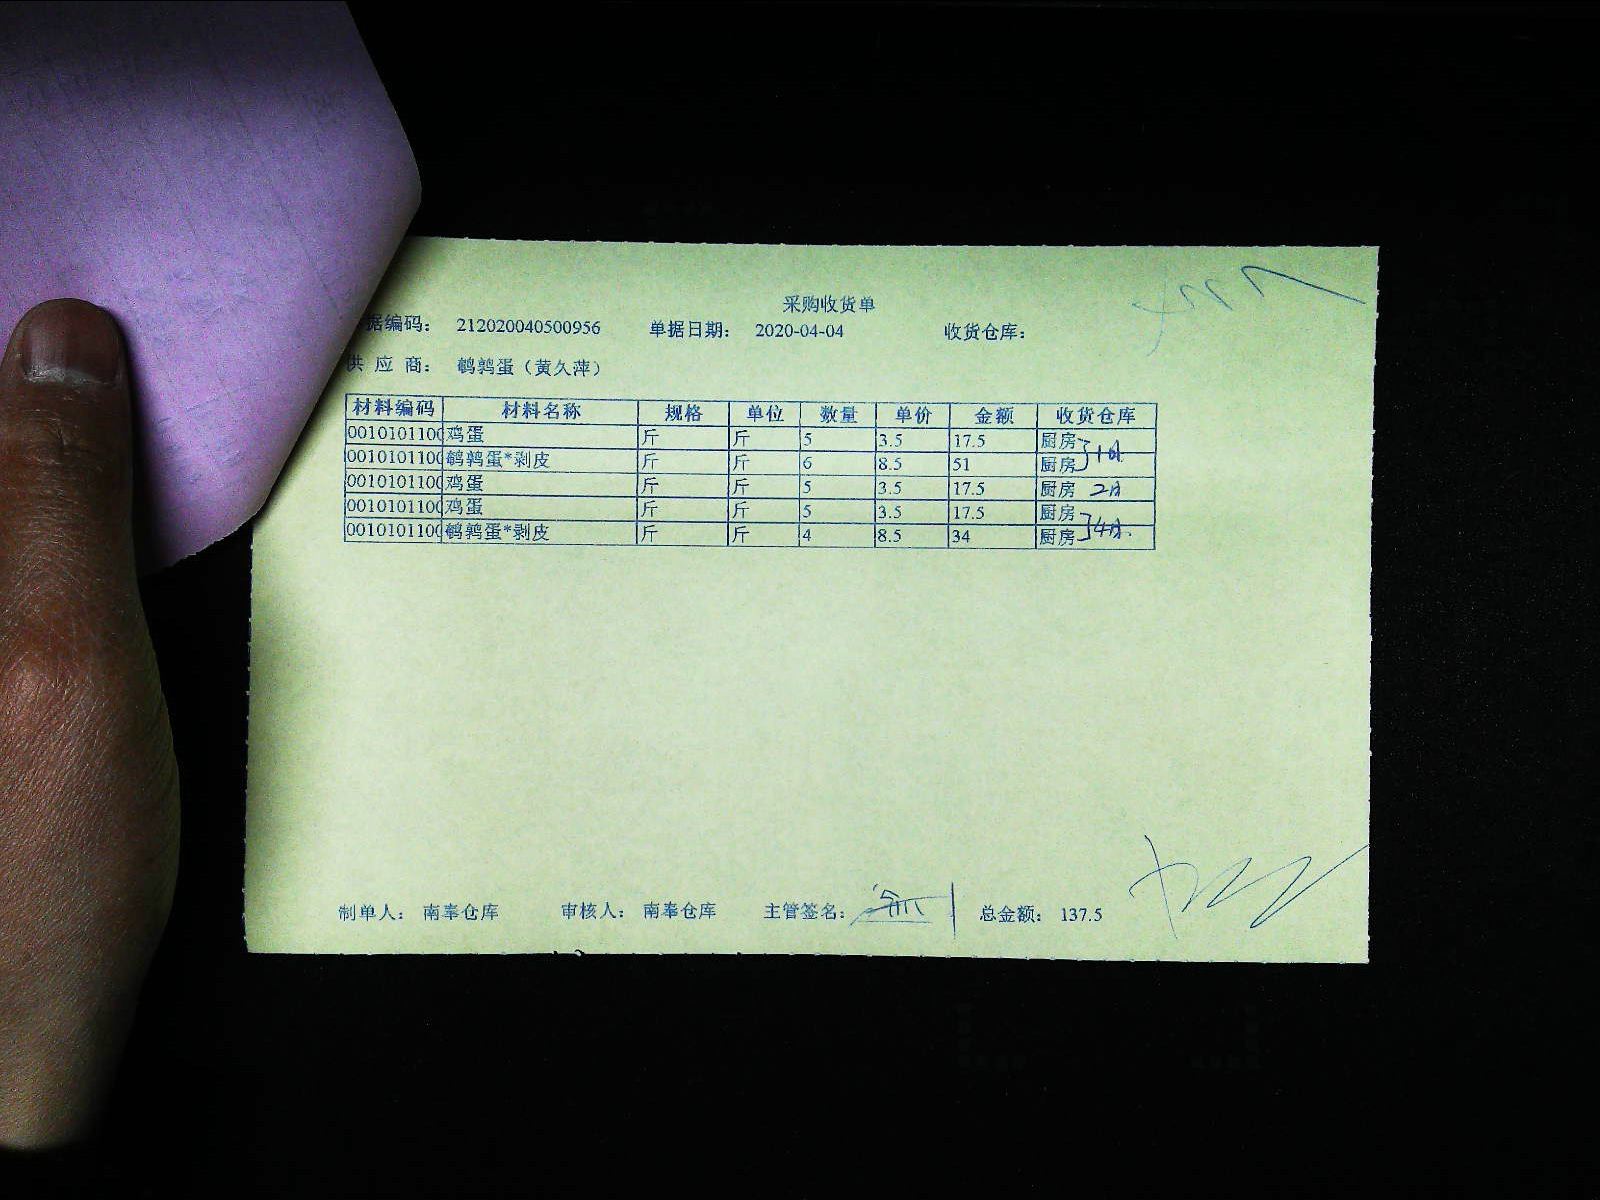 采购收货单
据编码： 212020040500956 单据日期： 2020-04-04 收货仓库：
供 应 商： 鹌鹑蛋（黄久萍）
材料编码 材料名称 规格 单位 数量 单价 金额 收货仓库
0010101100 鸡蛋 斤 斤 5 3.5 17.5 厨房
0010101100 鹌鹑蛋*剥皮 斤 斤 6 8.5 51 厨房
0010101100 鸡蛋 斤 斤 5 3.5 17.5 厨房
0010101100 鸡蛋 斤 斤 5 3.5 17.5 厨房
0010101100 鹌鹑蛋*剥皮 斤 斤 4 8.5 34 厨房
制单人： 南奉仓库 审核人： 南奉仓库 主管签名： 总金额： 137.5